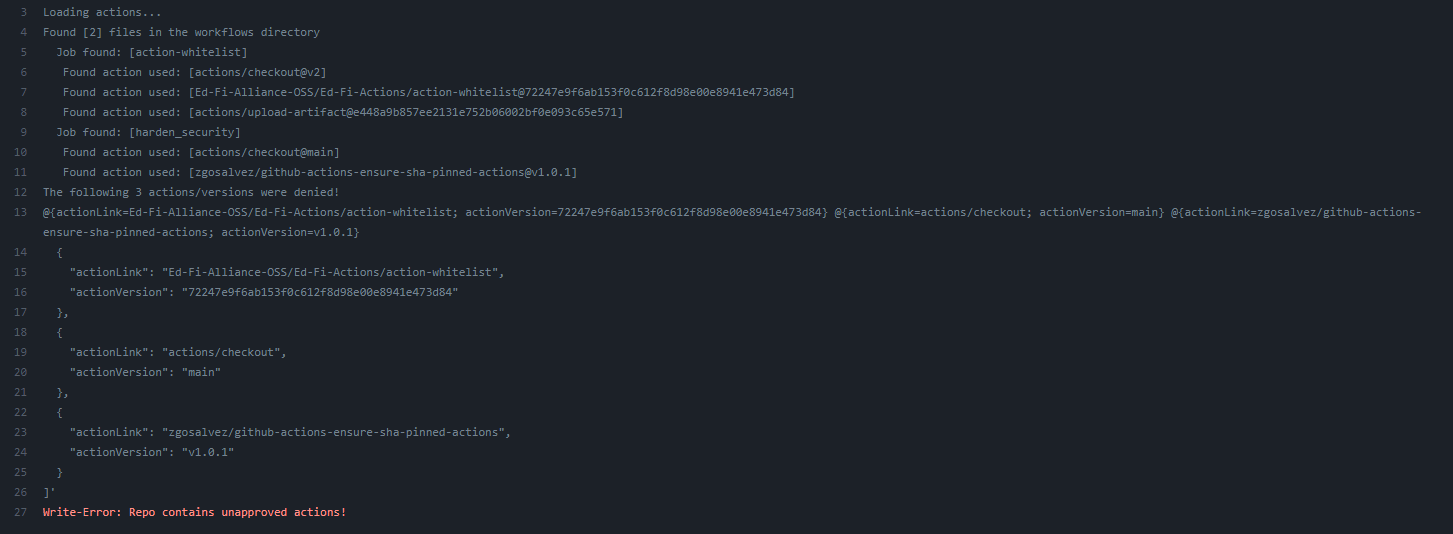 3 Loading actions...
4 Found [2] files in the workflows directory
5 Job found: [action-whitelist]
6 Found action used: [actions/checkout@v2]
7 Found action used: [Ed-Fi-Alliance-OSS/Ed-Fi-Actions/action-whitelist@72247e9f6ab153f0c612f8d98e00e8941e473d84]
8 Found action used: [actions/upload-artifact@e448a9b857ee2131e752b06002bf0e093c65e571]
9 Job found: [harden_security]
10 Found action used: [actions/checkout@main]
11 Found action used: [zgosalvez/github-actions-ensure-sha-pinned-actions@v1.0.1]
12 The following 3 actions/versions were denied!
13 @{actionLink=Ed-Fi-Alliance-OSS/Ed-Fi-Actions/action-whitelist; actionVersion=72247e9f6ab153f0c612f8d98e00e8941e473d84} @{actionLink=actions/checkout; actionVersion=main} @{actionLink=zgosalvez/github-actions-
ensure-sha-pinned-actions; actionVersion=v1.0.1}
14 {
15 "actionLink": "Ed-Fi-Alliance-OSS/Ed-Fi-Actions/action-whitelist",
16 "actionVersion": "72247e9f6ab153f0c612f8d98e00e8941e473d84"
17 },
18 {
19 "actionLink": "actions/checkout",
20 "actionVersion": "main"
21 },
22 {
23 "actionLink": "zgosalvez/github-actions-ensure-sha-pinned-actions",
24 "actionVersion": "v1.0.1"
25 }
26 ]'
27 Write-Error: Repo contains unapproved actions!